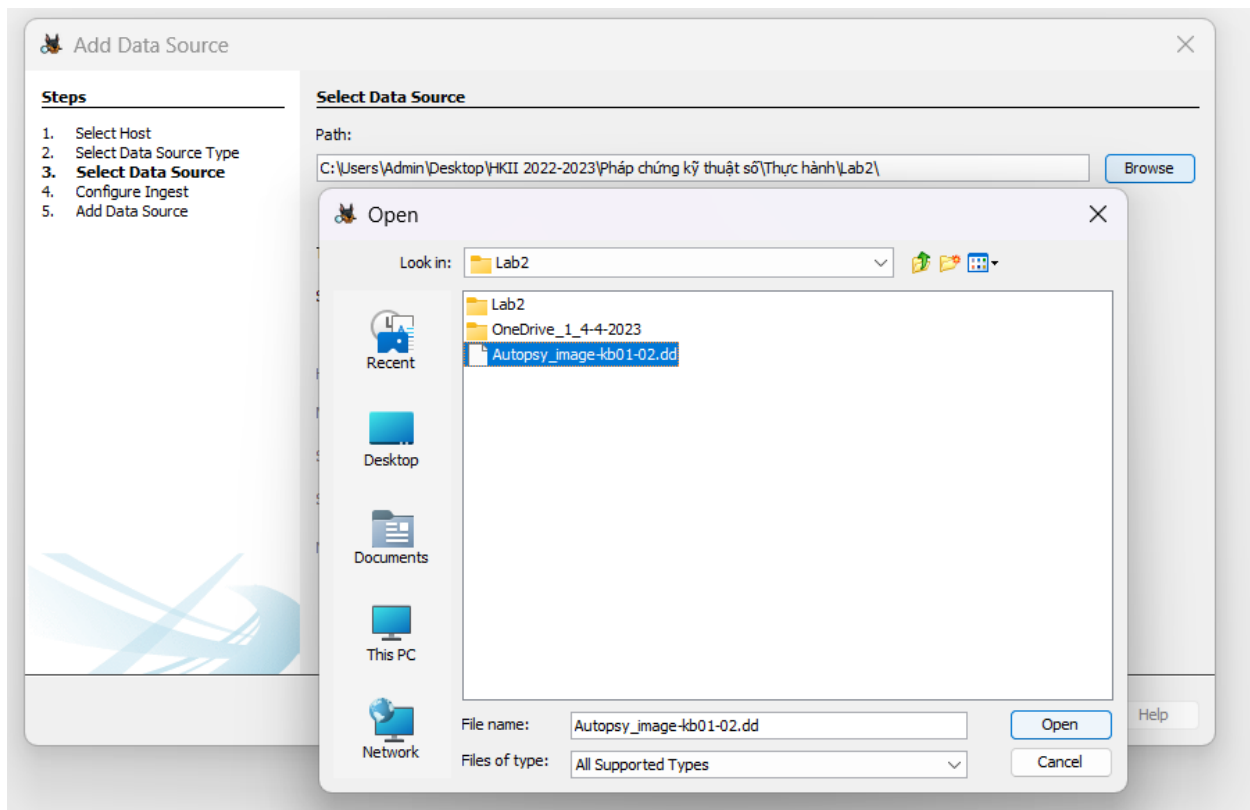 Add Data Source
Steps
1. Select Host
2. Select Data Source Type
3. Select Data Source
4. Configure Ingest
5. Add Data Source
Select Data Source
Path:
C:\Users\Admin\Desktop\HKII 2022-2023\Pháp chứng kỹ thuật số\Thực hành\Lab2\
Browse
Open
Look in:
Lab2
Recent
Desktop
Documents
This PC
Network
Lab2
OneDrive_1_4-4-2023
Autopsy_image-kb01-02.dd
File name:
Autopsy_image-kb01-02.dd
Open
Files of type:
All Supported Types
Cancel
Help